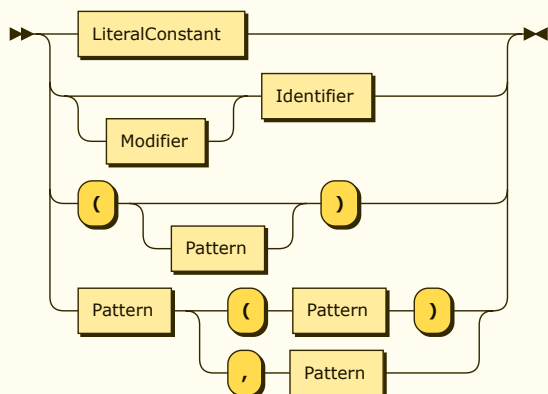 LiteralConstant
Identifier
Modifier
( )
Pattern
Pattern ( Pattern )
, Pattern